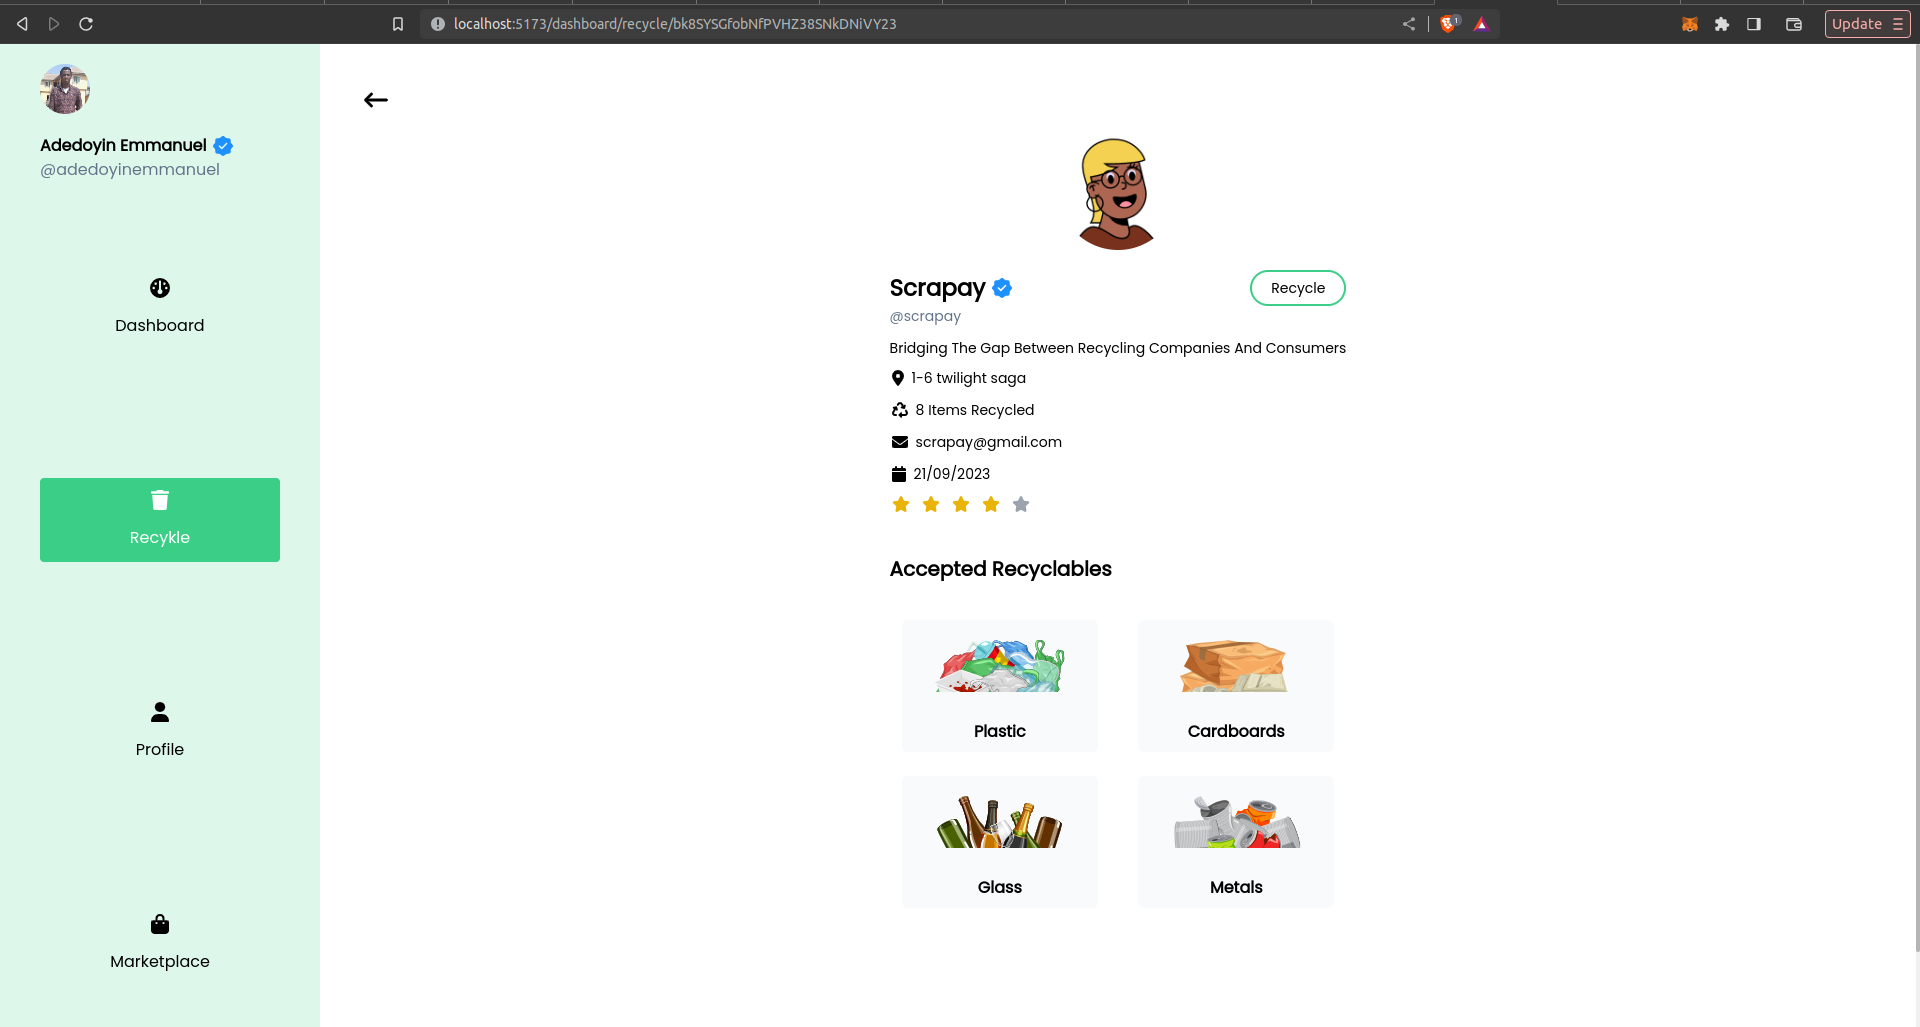 localhost:5173/dashboard/recycle/bk8SYSGfobNfPVHZ38SNkDNiVY23
1
Update
Adedoyin Emmanuel
@adedoyinemmanuel
Dashboard
Recykle
Profile
Marketplace
Scrapay
Recycle
@scrapay
Bridging The Gap Between Recycling Companies And Consumers
1-6 twilight saga
8 Items Recycled
scrapay@gmail.com
21/09/2023
Accepted Recyclables
Plastic
Cardboards
Glass
Metals